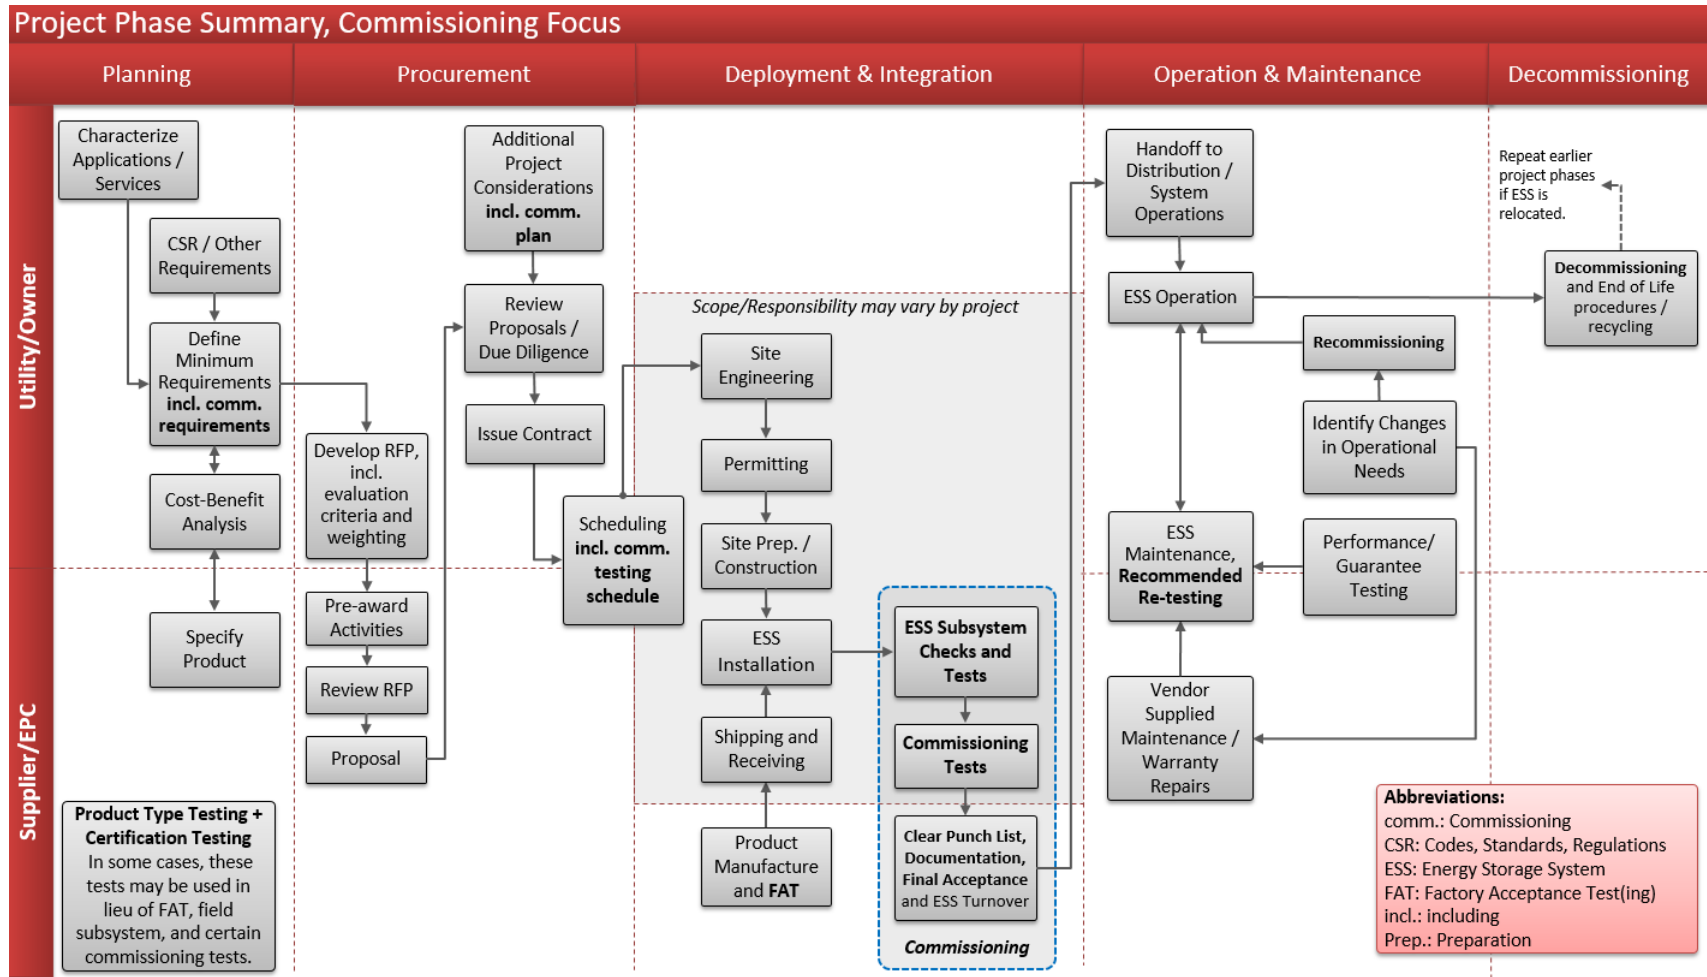 Project Phase Summary, Commissioning Focus
Planning
Procurement
Deployment & Integration
Operation & Maintenance
Decommissioning
Utility/Owner
Supplier/EPC
Characterize
Applications /
Services
CSR / Other
Requirements
Define
Minimum
Requirements
incl. comm.
requirements
Cost-Benefit
Analysis
Specify
Product
Product Type Testing +
Certification Testing
In some cases, these
tests may be used in
lieu of FAT, field
subsystem, and certain
commissioning tests.
Develop RFP,
incl.
evaluation
criteria and
weighting
Pre-award
Activities
Review RFP
Proposal
Additional
Project
Considerations
incl. comm.
plan
Review
Proposals /
Due Diligence
Issue Contract
Scheduling
incl. comm.
testing
schedule
Scope/Responsibility may vary by project
Site
Engineering
Permitting
Site Prep. /
Construction
ESS
Installation
Shipping and
Receiving
Product
Manufacture
and FAT
ESS Subsystem
Checks and
Tests
Commissioning
Tests
Clear Punch List,
Documentation,
Final Acceptance
and ESS Turnover
Commissioning
Handoff to
Distribution /
System
Operations
ESS Operation
Recommissioning
Identify Changes
in Operational
Needs
ESS
Maintenance,
Recommended
Re-testing
Performance/
Guarantee
Testing
Vendor
Supplied
Maintenance /
Warranty
Repairs
Repeat earlier
project phases
if ESS is
relocated.
Decommissioning
and End of Life
procedures /
recycling
Abbreviations:
comm.: Commissioning
CSR: Codes, Standards, Regulations
ESS: Energy Storage System
FAT: Factory Acceptance Test(ing)
incl.: including
Prep.: Preparation